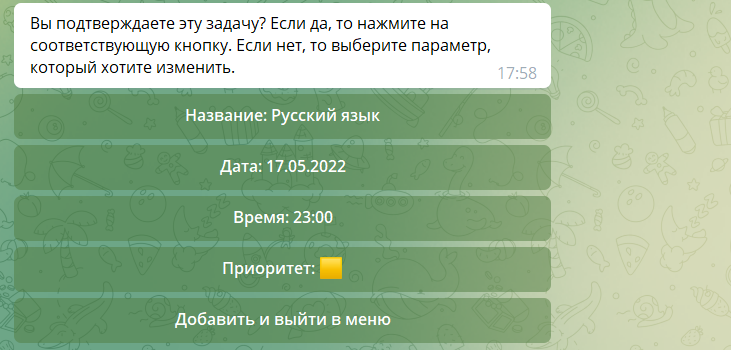 Вы подтверждаете эту задачу? Если да, то нажмите на
соответствующую кнопку. Если нет, то выберите параметр,
который хотите изменить.
17:58
Название: Русский язык
Дата: 17.05.2022
Время: 23:00
Приоритет: 🟨
Добавить и выйти в меню